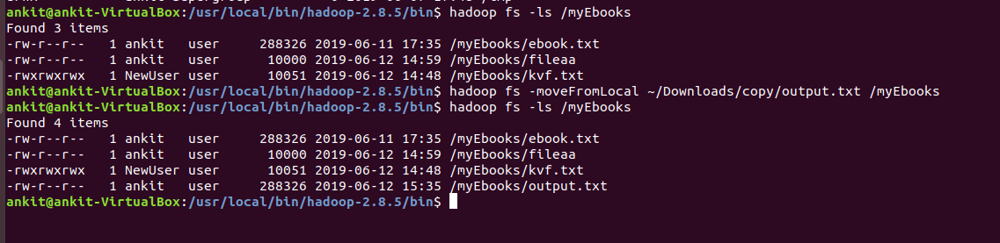 ankit@ankit-VirtualBox:/usr/local/bin/hadoop-2.8.5/bin$ hadoop fs -ls /myEbooks
Found 3 items
-rw-r--r--   1 ankit   user     288326 2019-06-11 17:35 /myEbooks/ebook.txt
-rw-r--r--   1 ankit   user      10000 2019-06-12 14:59 /myEbooks/fileaa
-rwxrwxrwx   1 NewUser user      10051 2019-06-12 14:48 /myEbooks/kvf.txt
ankit@ankit-VirtualBox:/usr/local/bin/hadoop-2.8.5/bin$ hadoop fs -moveFromLocal ~/Downloads/copy/output.txt /myEbooks
ankit@ankit-VirtualBox:/usr/local/bin/hadoop-2.8.5/bin$ hadoop fs -ls /myEbooks
Found 4 items
-rw-r--r--   1 ankit   user     288326 2019-06-11 17:35 /myEbooks/ebook.txt
-rw-r--r--   1 ankit   user      10000 2019-06-12 14:59 /myEbooks/fileaa
-rwxrwxrwx   1 NewUser user      10051 2019-06-12 14:48 /myEbooks/kvf.txt
-rw-r--r--   1 ankit   user     288326 2019-06-12 15:35 /myEbooks/output.txt
ankit@ankit-VirtualBox:/usr/local/bin/hadoop-2.8.5/bin$